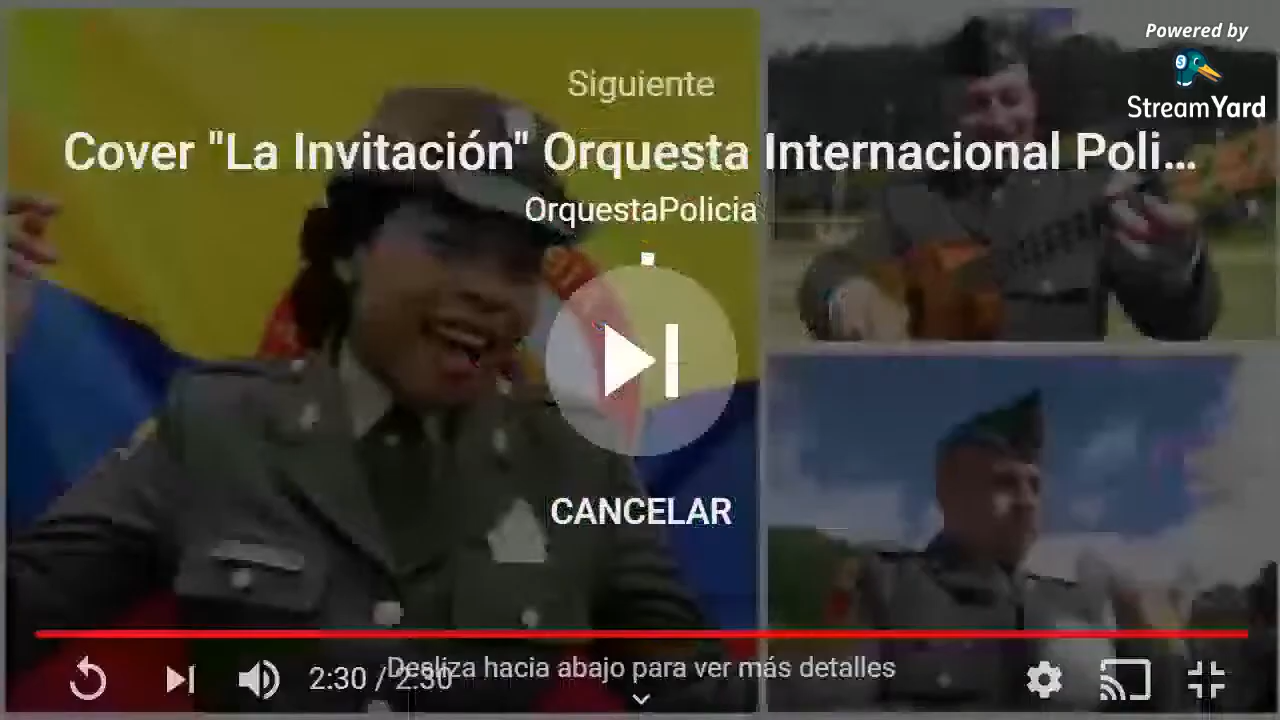 Powered by
StreamYard
Siguiente
Cover "La Invitación" Orquesta Internacional Poli...
OrquestaPolicia
CANCELAR
2:30 / 2:30
Desliza hacia abajo para ver más detalles